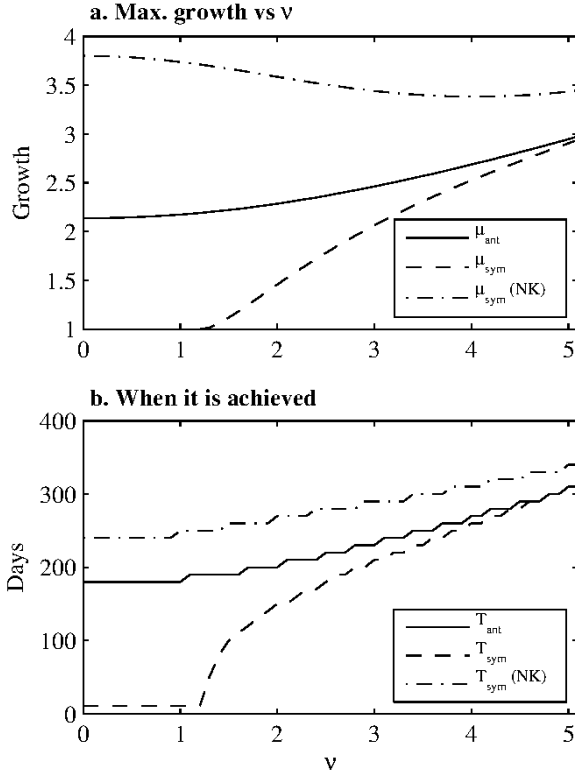 a. Max. growth vs ν
4
3.5
3
2.5
2
1.5
1
Growth
0 1 2 3 4 5
μant
μsym
μsym (NK)
b. When it is achieved
400
300
200
100
0
Days
0 1 2 3 4 5
ν
Tant
Tsym
Tsym (NK)